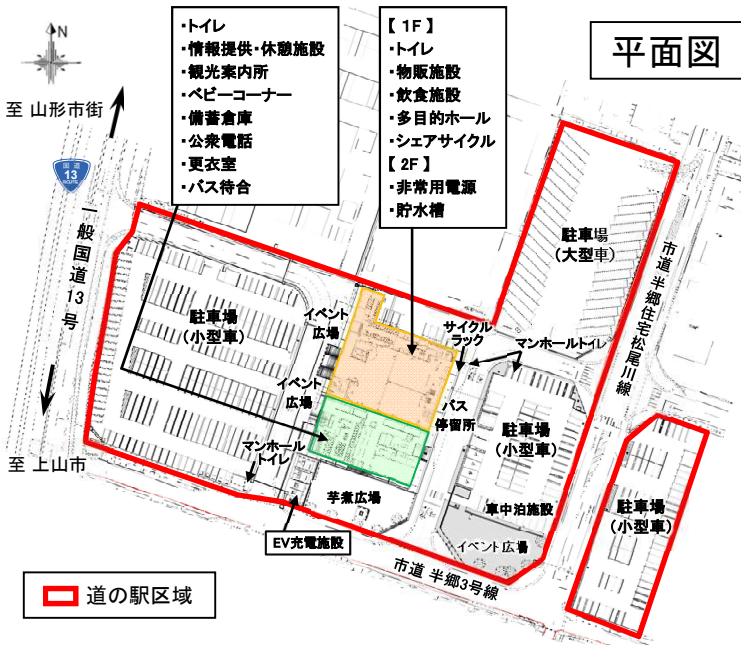 平面図
N
至 山形市街
国道
13
ROUTE
一般国道13号
至 上山市
・トイレ
・情報提供・休憩施設
・観光案内所
・ベビーコーナー
・備蓄倉庫
・公衆電話
・更衣室
・バス待合
【1F】
・トイレ
・物販施設
・飲食施設
・多目的ホール
・シェアサイクル
【2F】
・非常用電源
・貯水槽
駐車場
（大型車）
市道 半郷住宅松尾川線
駐車場
（小型車）
イベント
広場
サイクル
ラック
マンホールトイレ
イベント
広場
バス
停留所
駐車場
（小型車）
マンホール
トイレ
芋煮広場
車中泊施設
イベント広場
駐車場
（小型車）
EV充電施設
市道 半郷3号線
道の駅区域